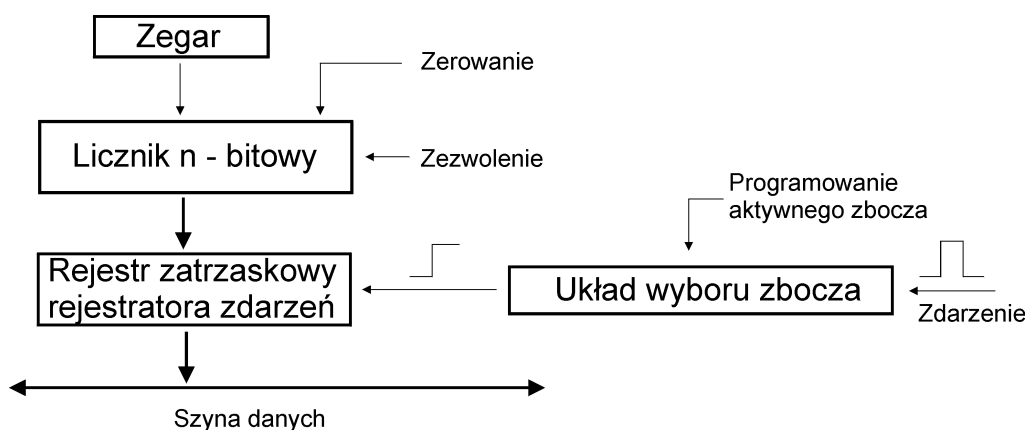 Zegar
Zerowanie
Licznik n - bitowy
Zezwolenie
Programowanie
aktywnego zbocza
Rejestr zatrzaskowy
rejestratora zdarzeń
Układ wyboru zbocza
Zdarzenie
Szyna danych